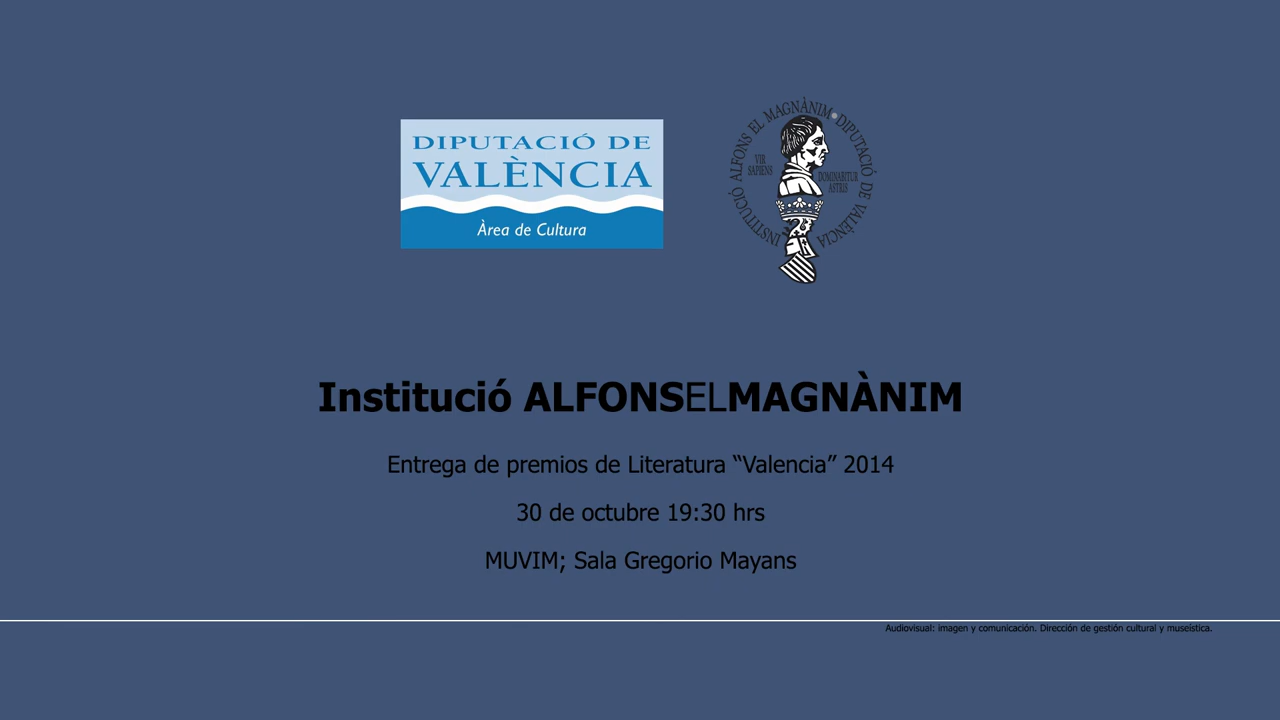 DIPUTACIÓ DE
VALÈNCIA
Àrea de Cultura
INSTITUCIÓ ALFONS EL MAGNÀNIM • DIPUTACIÓ DE VALÈNCIA
VIR
SAPIENS
DOMINABITUR
ASTRIS
Institució ALFONSELMAGNÀNIM
Entrega de premios de Literatura “Valencia” 2014
30 de octubre 19:30 hrs
MUVIM; Sala Gregorio Mayans
Audiovisual: imagen y comunicación. Dirección de gestión cultural y museística.